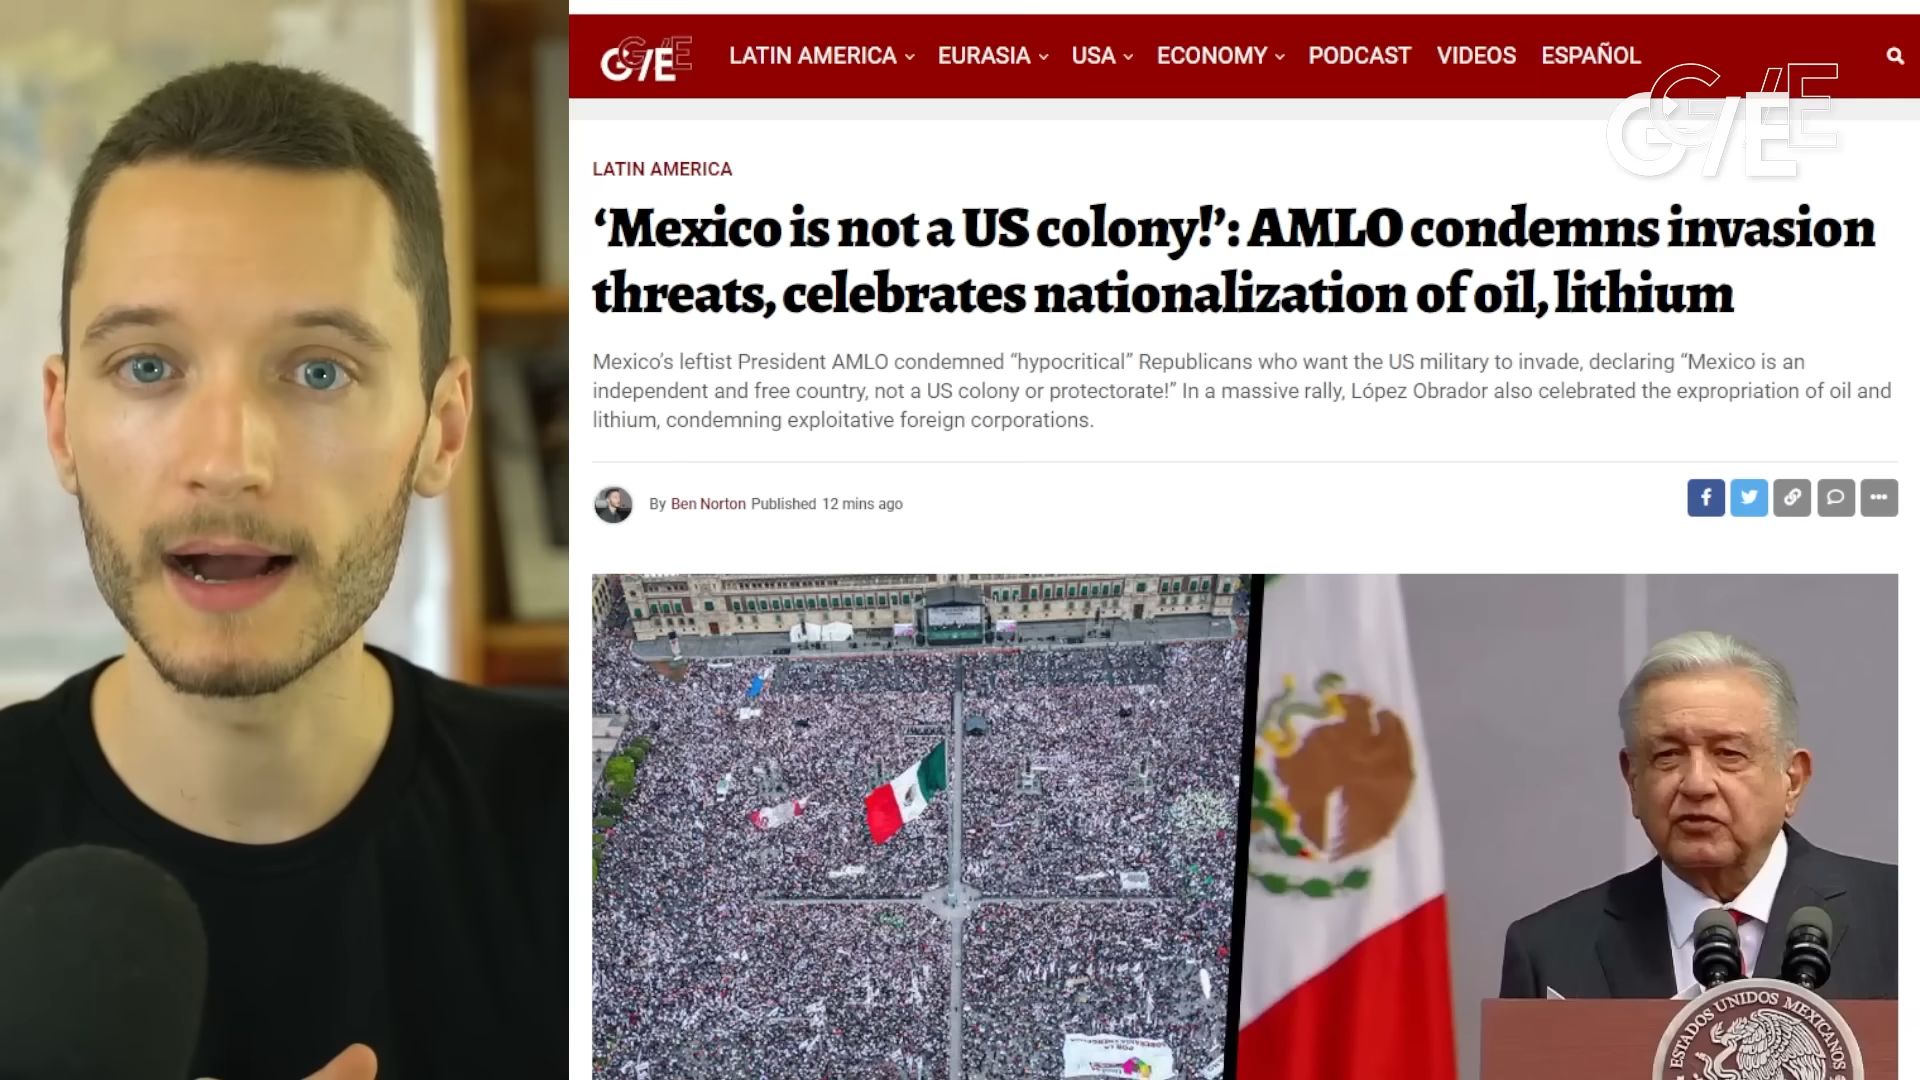 G/E
LATIN AMERICA EURASIA USA ECONOMY PODCAST VIDEOS ESPAÑOL
G/E
LATIN AMERICA
‘Mexico is not a US colony!’: AMLO condemns invasion
threats, celebrates nationalization of oil, lithium
Mexico’s leftist President AMLO condemned “hypocritical” Republicans who want the US military to invade, declaring “Mexico is an
independent and free country, not a US colony or protectorate!” In a massive rally, López Obrador also celebrated the expropriation of oil and
lithium, condemning exploitative foreign corporations.
By Ben Norton Published 12 mins ago
ESTADOS UNIDOS MEXICANOS